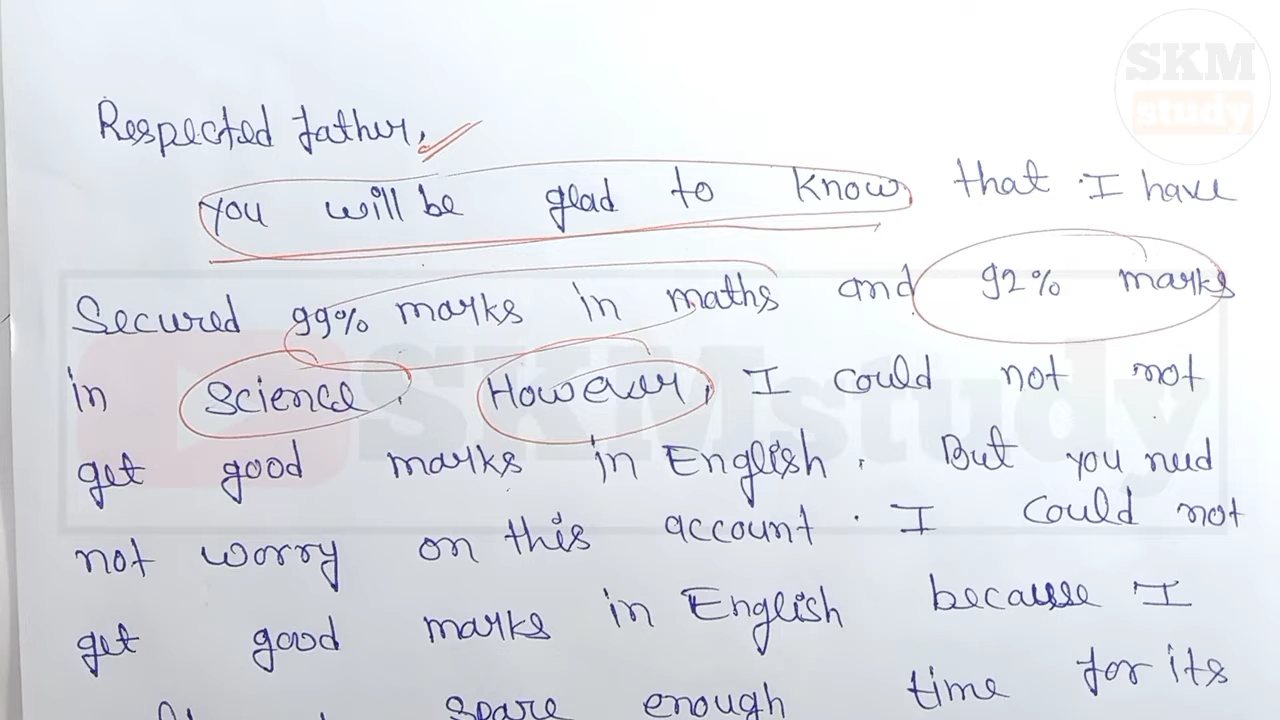 SKM
study
Respected father,
You will be glad to know that I have
Secured 99% marks in maths and 92% marks
in Science. However, I could not not
get good marks in English. But you need
not worry on this account. I could not
get good marks in English because I
spare enough time for its
SKMstudy